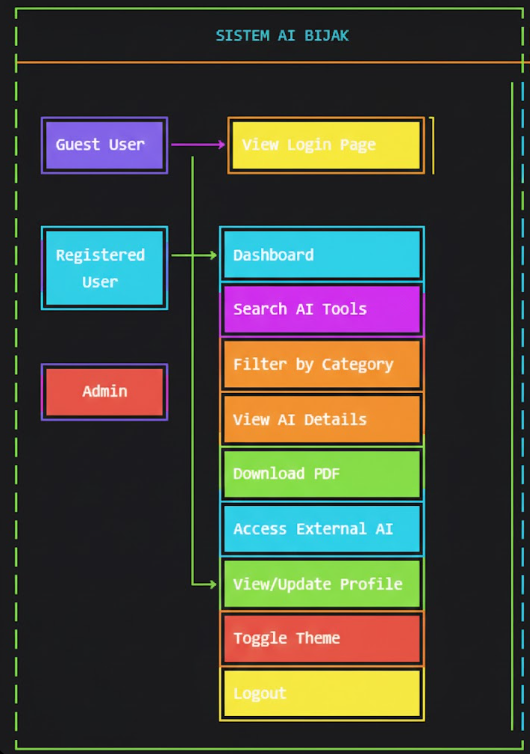 SISTEM AI BIJAK
Guest User
View Login Page
Registered
User
Dashboard
Search AI Tools
Filter by Category
Admin
View AI Details
Download PDF
Access External AI
View/Update Profile
Toggle Theme
Logout